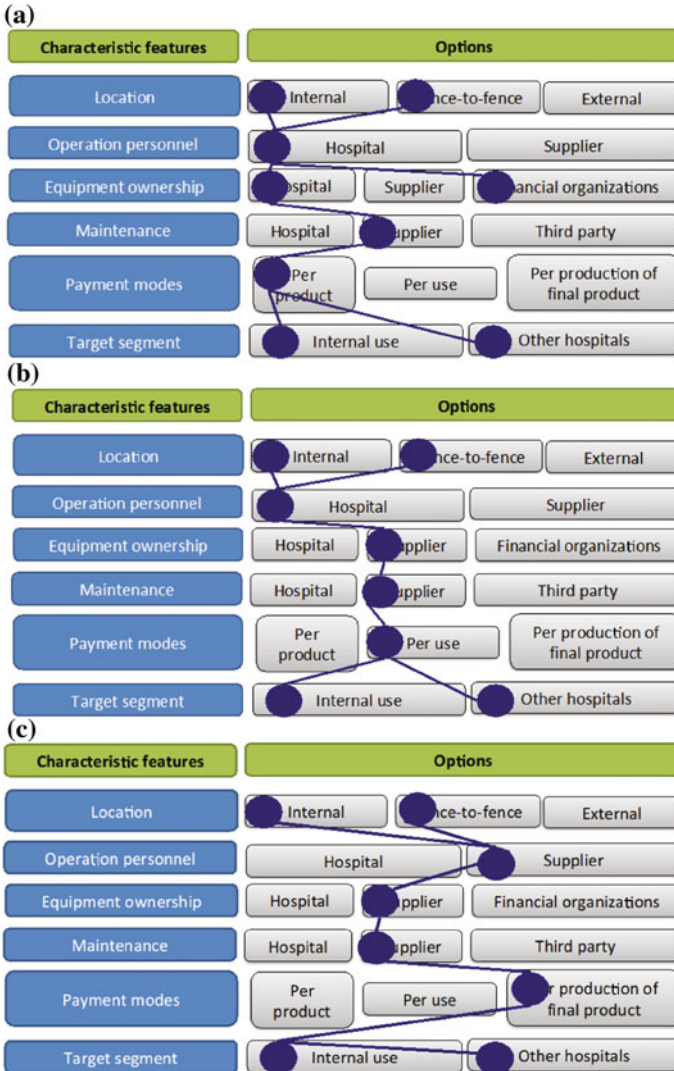 (a)
Characteristic features Options
Location Internal nce-to-fence External
Operation personnel Hospital Supplier
Equipment ownership ospital Supplier nancial organizations
Maintenance Hospital upplier Third party
Payment modes Per product Per use Per production of final product
Target segment Internal use Other hospitals
(b)
Characteristic features Options
Location Internal nce-to-fence External
Operation personnel Hospital Supplier
Equipment ownership Hospital upplier Financial organizations
Maintenance Hospital upplier Third party
Payment modes Per product Per use Per production of final product
Target segment Internal use Other hospitals
(c)
Characteristic features Options
Location Internal nce-to-fence External
Operation personnel Hospital Supplier
Equipment ownership Hospital upplier Financial organizations
Maintenance Hospital upplier Third party
Payment modes Per product Per use r production of final product
Target segment Internal use Other hospitals